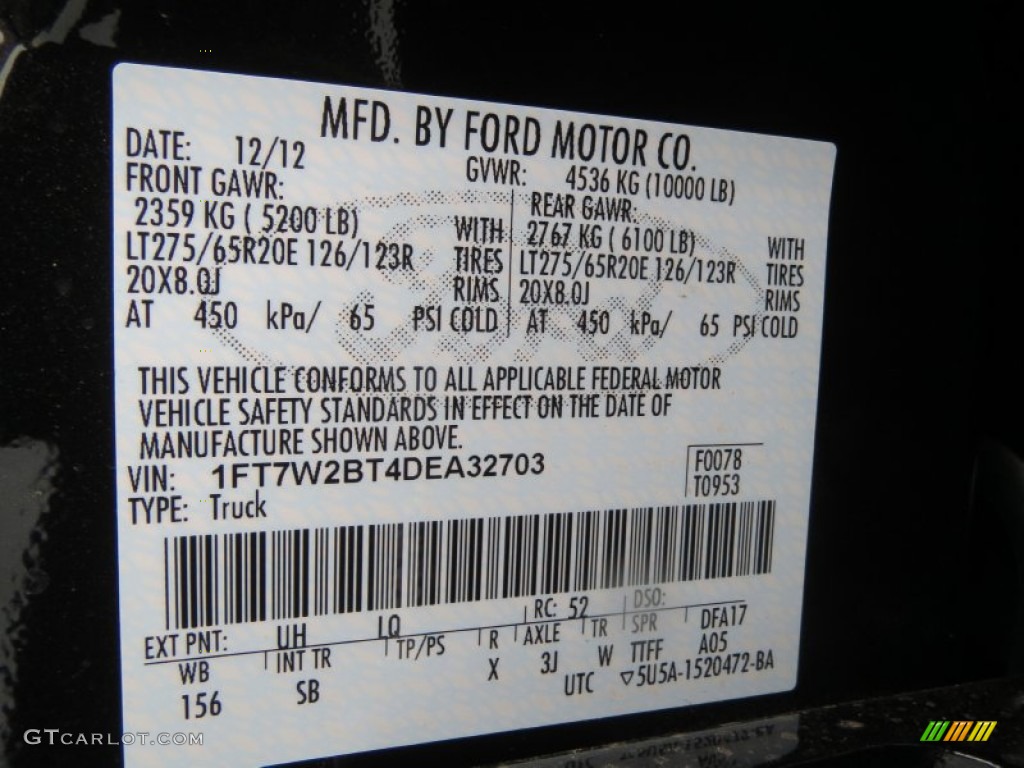 MFD. BY FORD MOTOR CO.
DATE: 12/12 GVWR: 4536 KG (10000 LB)
FRONT GAWR: REAR GAWR:
2359 KG ( 5200 LB) WITH 2767 KG ( 6100 LB) WITH
LT275/65R20E 126/123R TIRES LT275/65R20E 126/123R TIRES
20X8.0J RIMS 20X8.0J RIMS
AT 450 kPa/ 65 PSI COLD AT 450 kPa/ 65 PSI COLD
THIS VEHICLE CONFORMS TO ALL APPLICABLE FEDERAL MOTOR
VEHICLE SAFETY STANDARDS IN EFFECT ON THE DATE OF
MANUFACTURE SHOWN ABOVE.
VIN: 1FT7W2BT4DEA32703 F0078
TYPE: Truck T0953
EXT PNT: UH LQ RC: 52 DSO:
WB INT TR TP/PS R AXLE TR SPR DFA17
156 SB X 3J W TTFF A05
UTC ▽5U5A-1520472-BA
GTCARLOT.COM